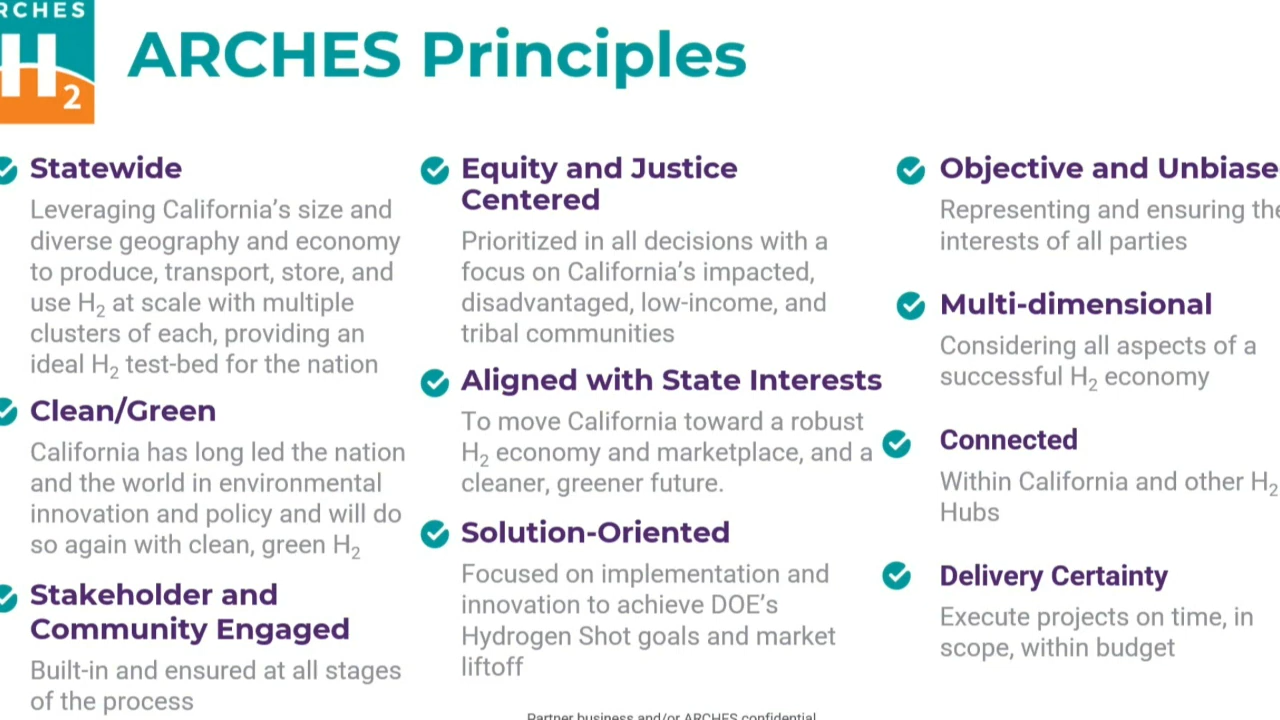 ARCHES
H2
ARCHES Principles
Statewide
Leveraging California’s size and
diverse geography and economy
to produce, transport, store, and
use H2 at scale with multiple
clusters of each, providing an
ideal H2 test-bed for the nation
Clean/Green
California has long led the nation
and the world in environmental
innovation and policy and will do
so again with clean, green H2
Stakeholder and
Community Engaged
Built-in and ensured at all stages
of the process
Equity and Justice
Centered
Prioritized in all decisions with a
focus on California’s impacted,
disadvantaged, low-income, and
tribal communities
Aligned with State Interests
To move California toward a robust
H2 economy and marketplace, and a
cleaner, greener future.
Solution-Oriented
Focused on implementation and
innovation to achieve DOE’s
Hydrogen Shot goals and market
liftoff
Objective and Unbiase
Representing and ensuring the
interests of all parties
Multi-dimensional
Considering all aspects of a
successful H2 economy
Connected
Within California and other H2
Hubs
Delivery Certainty
Execute projects on time, in
scope, within budget
Partner business and/or ARCHES confidential